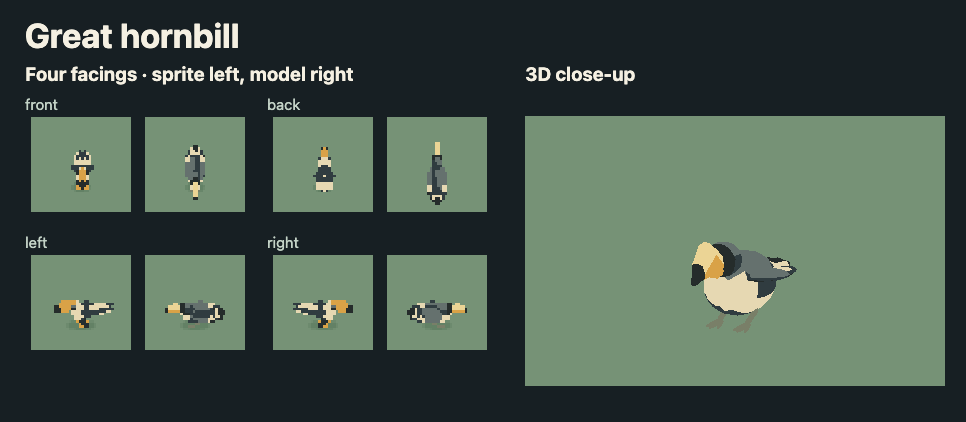 Great hornbill
Four facings · sprite left, model right
3D close-up
front
back
left
right